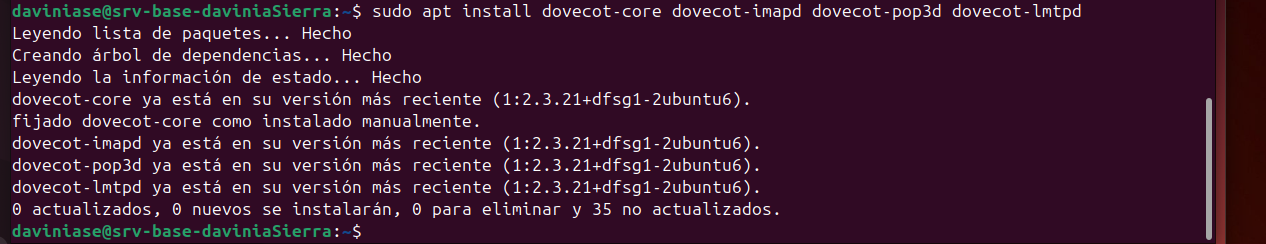 daviniase@srv-base-daviniaSierra:~$ sudo apt install dovecot-core dovecot-imapd dovecot-pop3d dovecot-lmtpd
Leyendo lista de paquetes... Hecho
Creando árbol de dependencias... Hecho
Leyendo la información de estado... Hecho
dovecot-core ya está en su versión más reciente (1:2.3.21+dfsg1-2ubuntu6).
fijado dovecot-core como instalado manualmente.
dovecot-imapd ya está en su versión más reciente (1:2.3.21+dfsg1-2ubuntu6).
dovecot-pop3d ya está en su versión más reciente (1:2.3.21+dfsg1-2ubuntu6).
dovecot-lmtpd ya está en su versión más reciente (1:2.3.21+dfsg1-2ubuntu6).
0 actualizados, 0 nuevos se instalarán, 0 para eliminar y 35 no actualizados.
daviniase@srv-base-daviniaSierra:~$